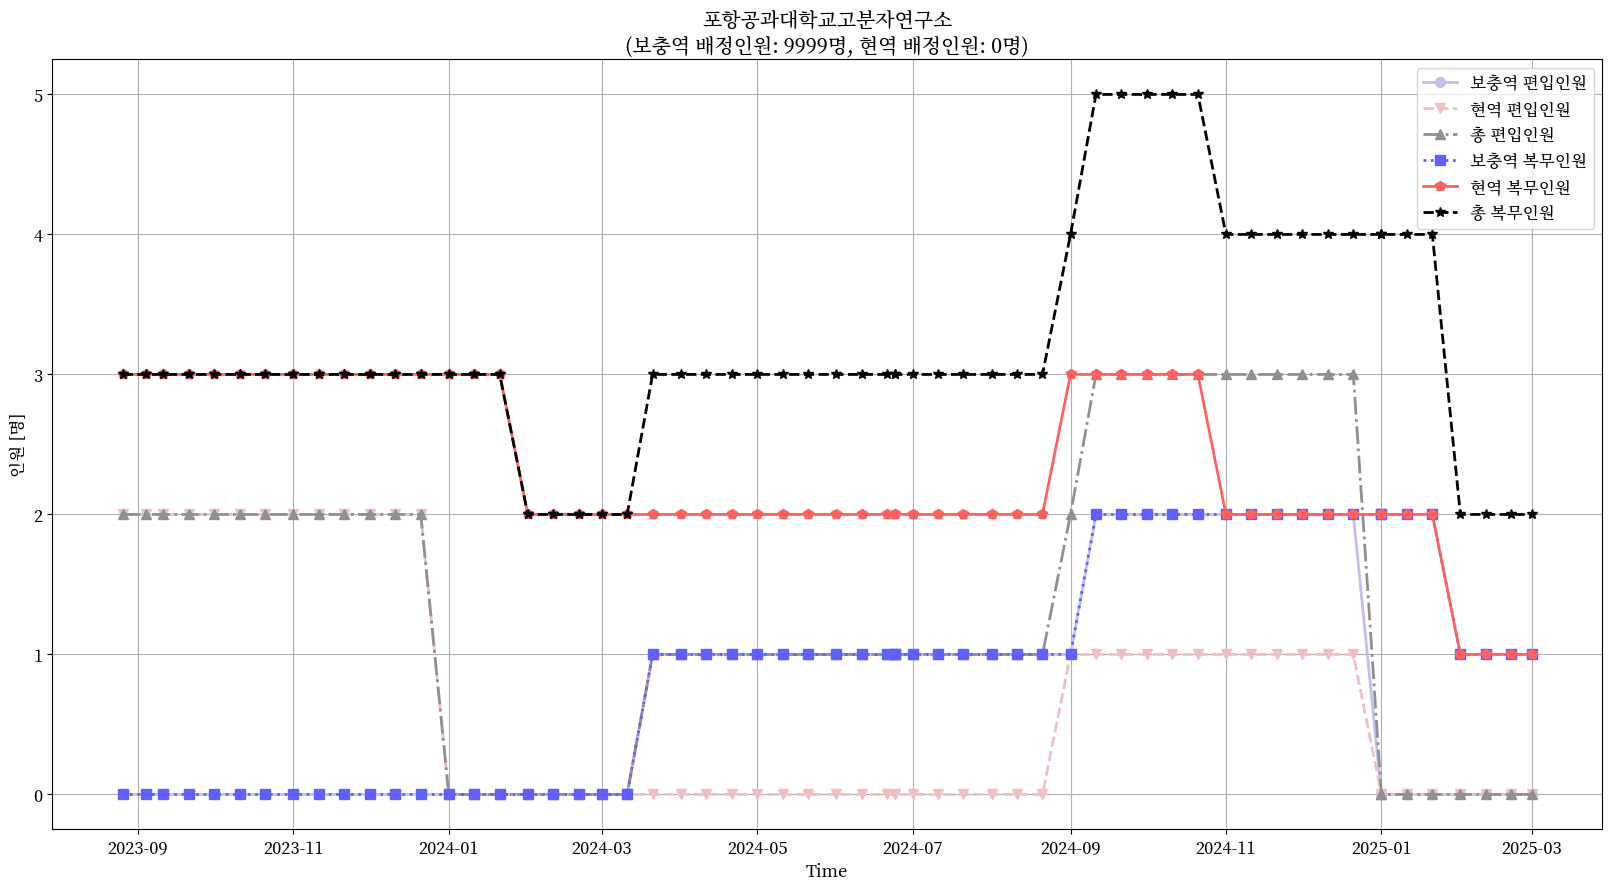 포항공과대학교고분자연구소
(보충역 배정인원: 9999명, 현역 배정인원: 0명)
보충역 편입인원
현역 편입인원
총 편입인원
보충역 복무인원
현역 복무인원
총 복무인원
인원 [명]
5
4
3
2
1
0
2023-09 2023-11 2024-01 2024-03 2024-05 2024-07 2024-09 2024-11 2025-01 2025-03
Time